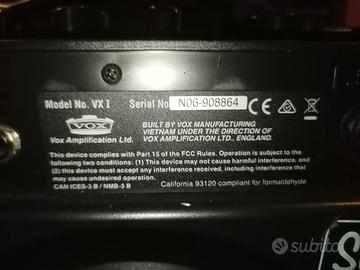 Model No. VX I Serial No. N06-908864 CE
VOX
Vox Amplification Ltd.
BUILT BY VOX MANUFACTURING
VIETNAM UNDER THE DIRECTION OF
VOX AMPLIFICATION LTD., ENGLAND.
This device complies with Part 15 of the FCC Rules. Operation is subject to
the following two conditions: (1) This device may not cause harmful
interference, and
(2) this device must accept any interference received, including interference
that may cause undesired operation.
CAN ICES-3 B / NMB-3 B
California 93120 compliant for formaldehyde
subito